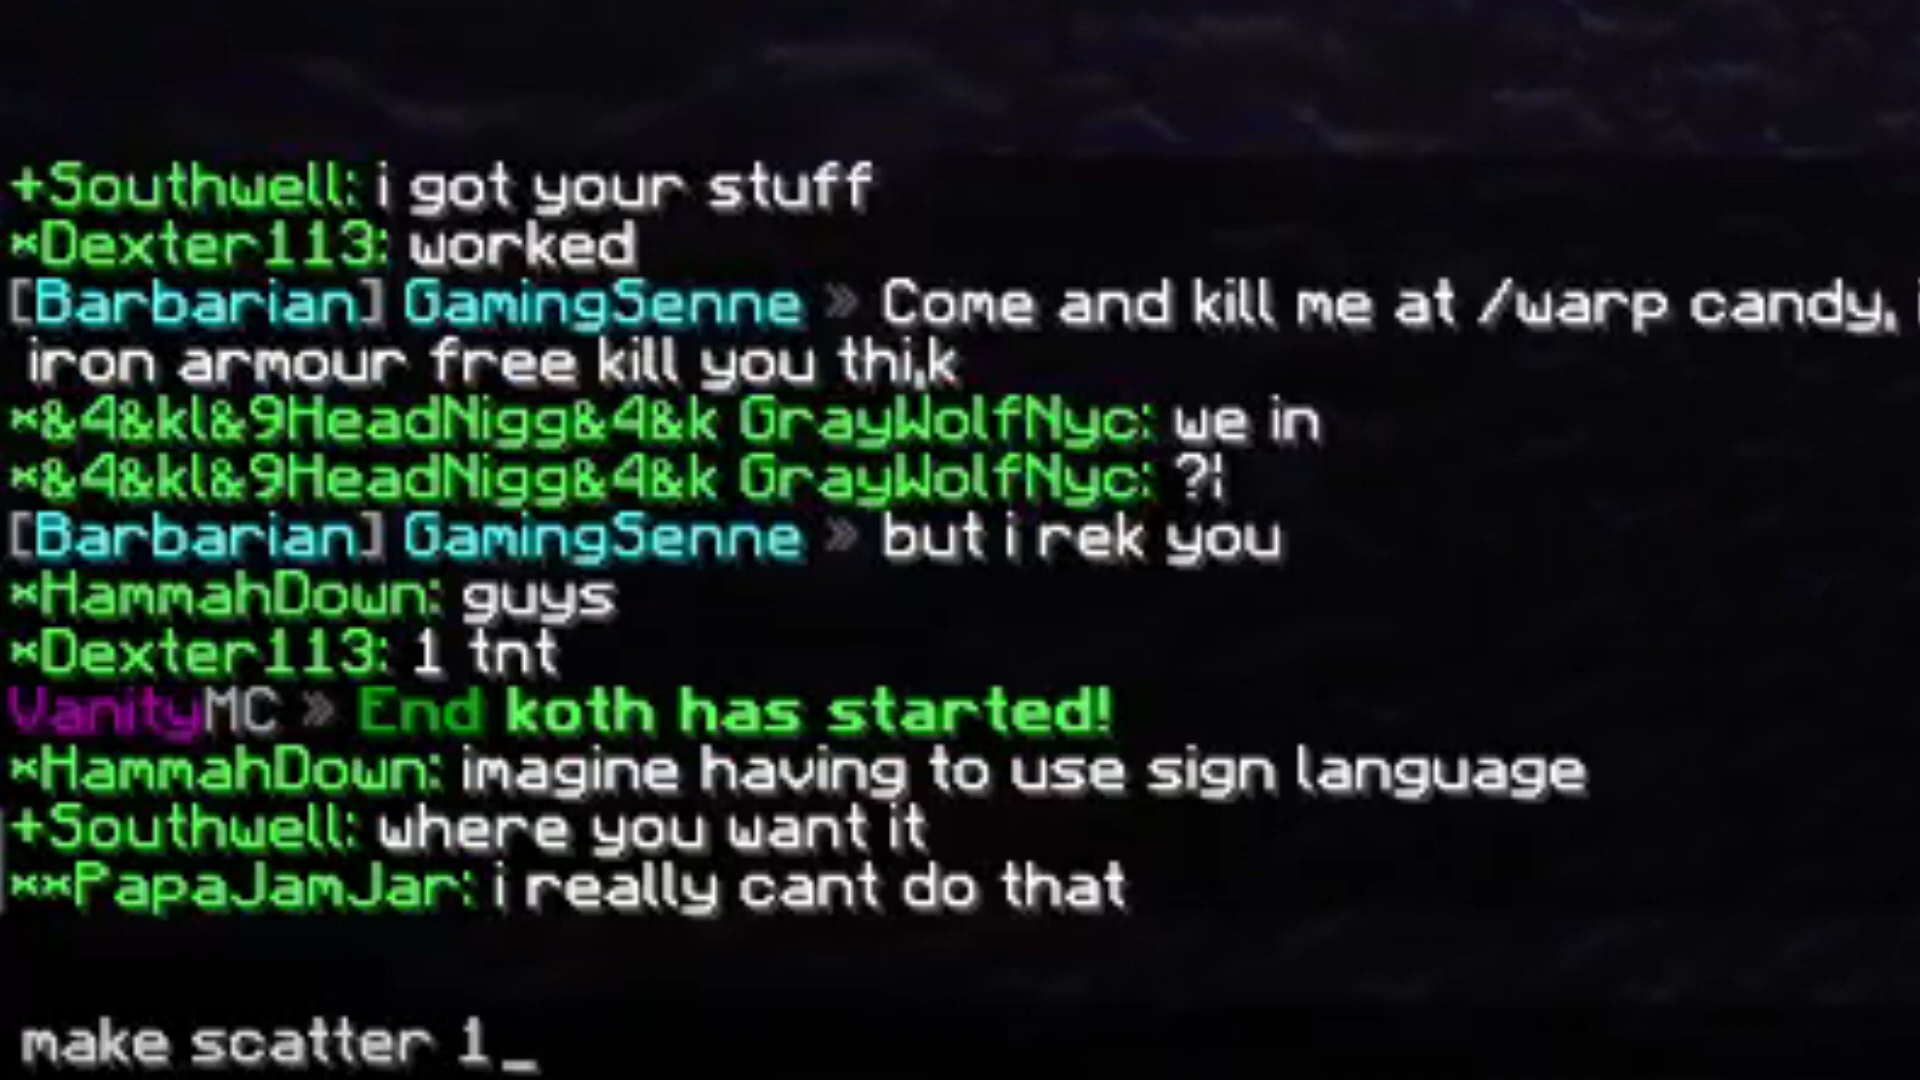 +Southwell: i got your stuff
*Dexter113: worked
[Barbarian] GamingSenne » Come and kill me at /warp candy, i
iron armour free kill you thi,k
*&4&kl&9HeadNigg&4&k GrayWolfNyc: we in
*&4&kl&9HeadNigg&4&k GrayWolfNyc: ?¦
[Barbarian] GamingSenne » but i rek you
*HammahDown: guys
*Dexter113: 1 tnt
VanityMC » End koth has started!
*HammahDown: imagine having to use sign language
+Southwell: where you want it
**PapaJamJar: i really cant do that
make scatter 1_